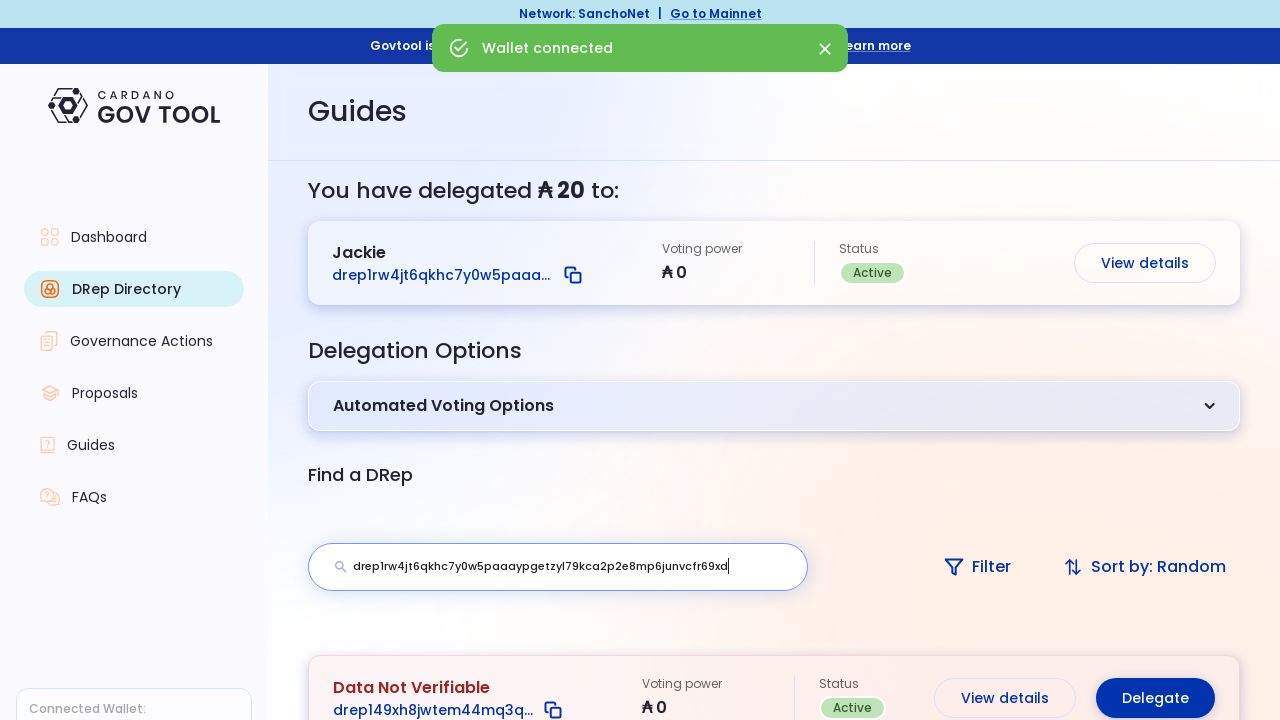 Network: SanchoNet | Go to Mainnet
Govtool is
earn more
Wallet connected
CARDANO
GOV TOOL
Guides
You have delegated ₳ 20 to:
Jackie
drep1rw4jt6qkhc7y0w5paaa...
Voting power
₳ 0
Status
Active
View details
Dashboard
DRep Directory
Governance Actions
Proposals
Guides
FAQs
Delegation Options
Automated Voting Options
Find a DRep
drep1rw4jt6qkhc7y0w5paaaypgetzyl79kca2p2e8mp6junvcfr69xd
Filter
Sort by: Random
Data Not Verifiable
drep149xh8jwtem44mq3q...
Voting power
₳ 0
Status
Active
View details
Delegate
Connected Wallet: